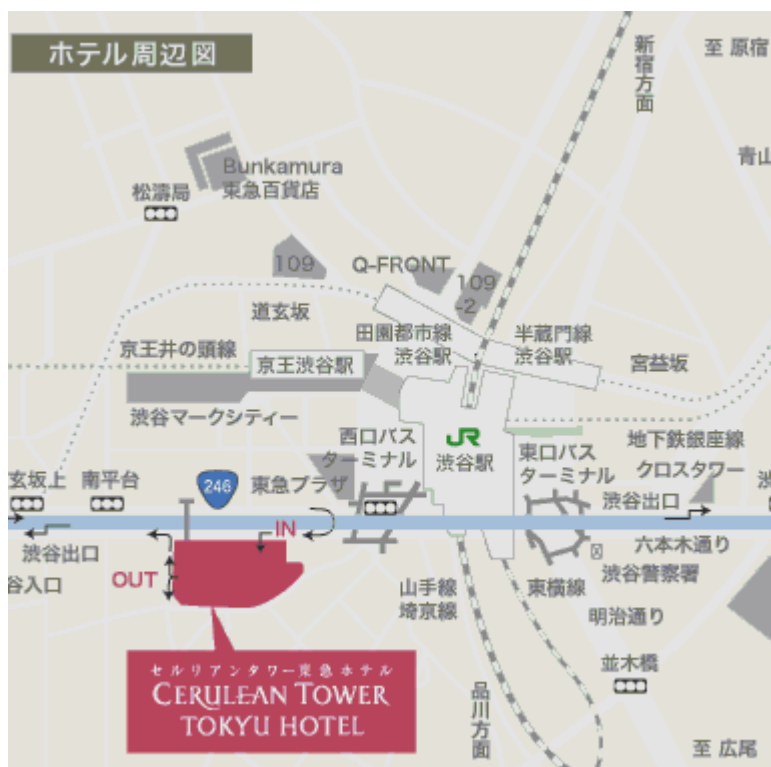 ホテル周辺図
新宿方面
至 原宿
青山
Bunkamura
東急百貨店
松濤局
109
Q-FRONT
109
-2
道玄坂
田園都市線
渋谷駅
半蔵門線
渋谷駅
京王井の頭線
京王渋谷駅
宮益坂
渋谷マークシティー
西口バス
ターミナル
JR
渋谷駅
東口バス
ターミナル
地下鉄銀座線
クロスタワー
玄坂上
南平台
246
東急プラザ
渋谷出口
渋
IN
渋谷出口
六本木通り
谷入口
OUT
山手線
埼京線
東横線
渋谷警察署
明治通り
セルリアンタワー東急ホテル
CERULEAN TOWER
TOKYU HOTEL
並木橋
品川方面
至 広尾